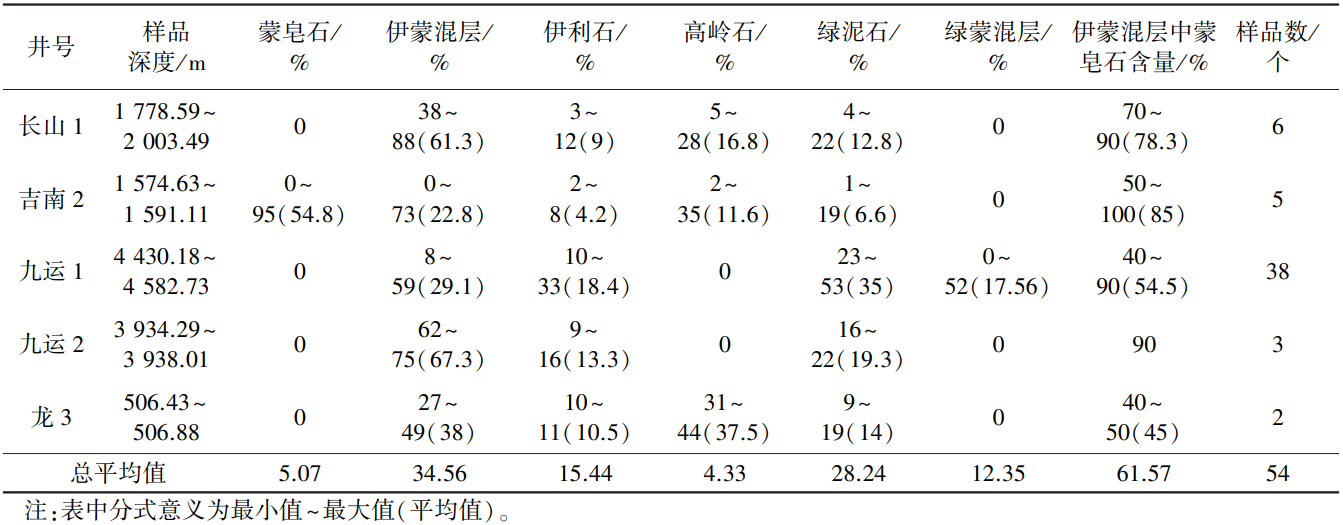 井号 样品深度/m 蒙皂石/% 伊蒙混层/% 伊利石/% 高岭石/% 绿泥石/% 绿蒙混层/% 伊蒙混层中蒙皂石含量/% 样品数/个
长山 1 1 778.59~2 003.49 0 38~88(61.3) 3~12(9) 5~28(16.8) 4~22(12.8) 0 70~90(78.3) 6
吉南 2 1 574.63~1 591.11 0~95(54.8) 0~73(22.8) 2~8(4.2) 2~35(11.6) 1~19(6.6) 0 50~100(85) 5
九运 1 4 430.18~4 582.73 0 8~59(29.1) 10~33(18.4) 0 23~53(35) 0~52(17.56) 40~90(54.5) 38
九运 2 3 934.29~3 938.01 0 62~75(67.3) 9~16(13.3) 0 16~22(19.3) 0 90 3
龙 3 506.43~506.88 0 27~49(38) 10~11(10.5) 31~44(37.5) 9~19(14) 0 40~50(45) 2
总平均值 5.07 34.56 15.44 4.33 28.24 12.35 61.57 54
注:表中分式意义为最小值~最大值(平均值)。